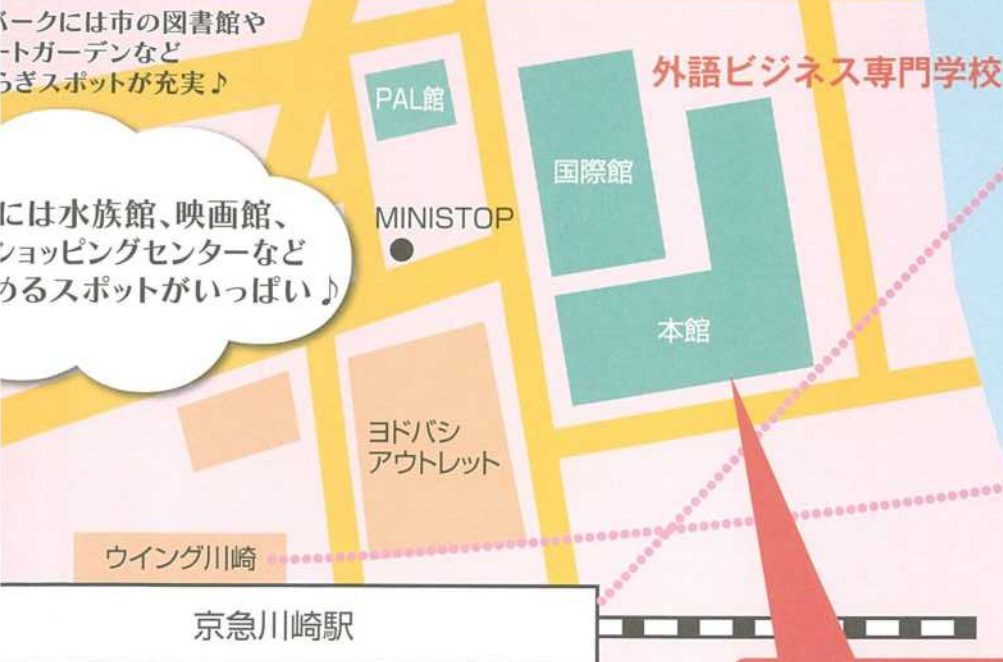 パークには市の図書館や
ートガーデンなど
らぎスポットが充実♪
外語ビジネス専門学校
PAL館
国際館
には水族館、映画館、
ショッピングセンターなど
めるスポットがいっぱい♪
MINISTOP
本館
ヨドバシ
アウトレット
ウイング川崎
京急川崎駅